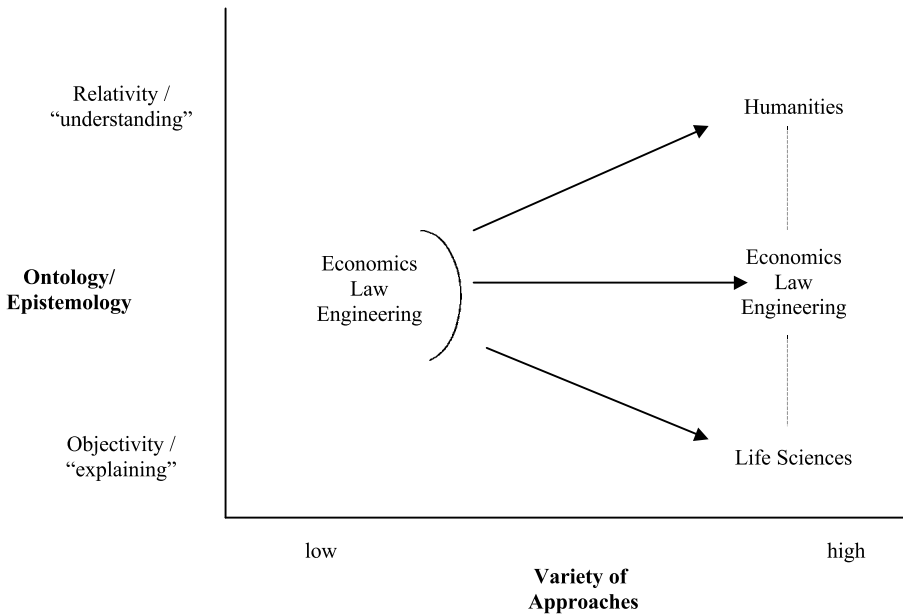 Relativity /
“understanding”
Humanities
Ontology/
Epistemology
Economics
Law
Engineering
Economics
Law
Engineering
Objectivity /
“explaining”
Life Sciences
low
high
Variety of
Approaches